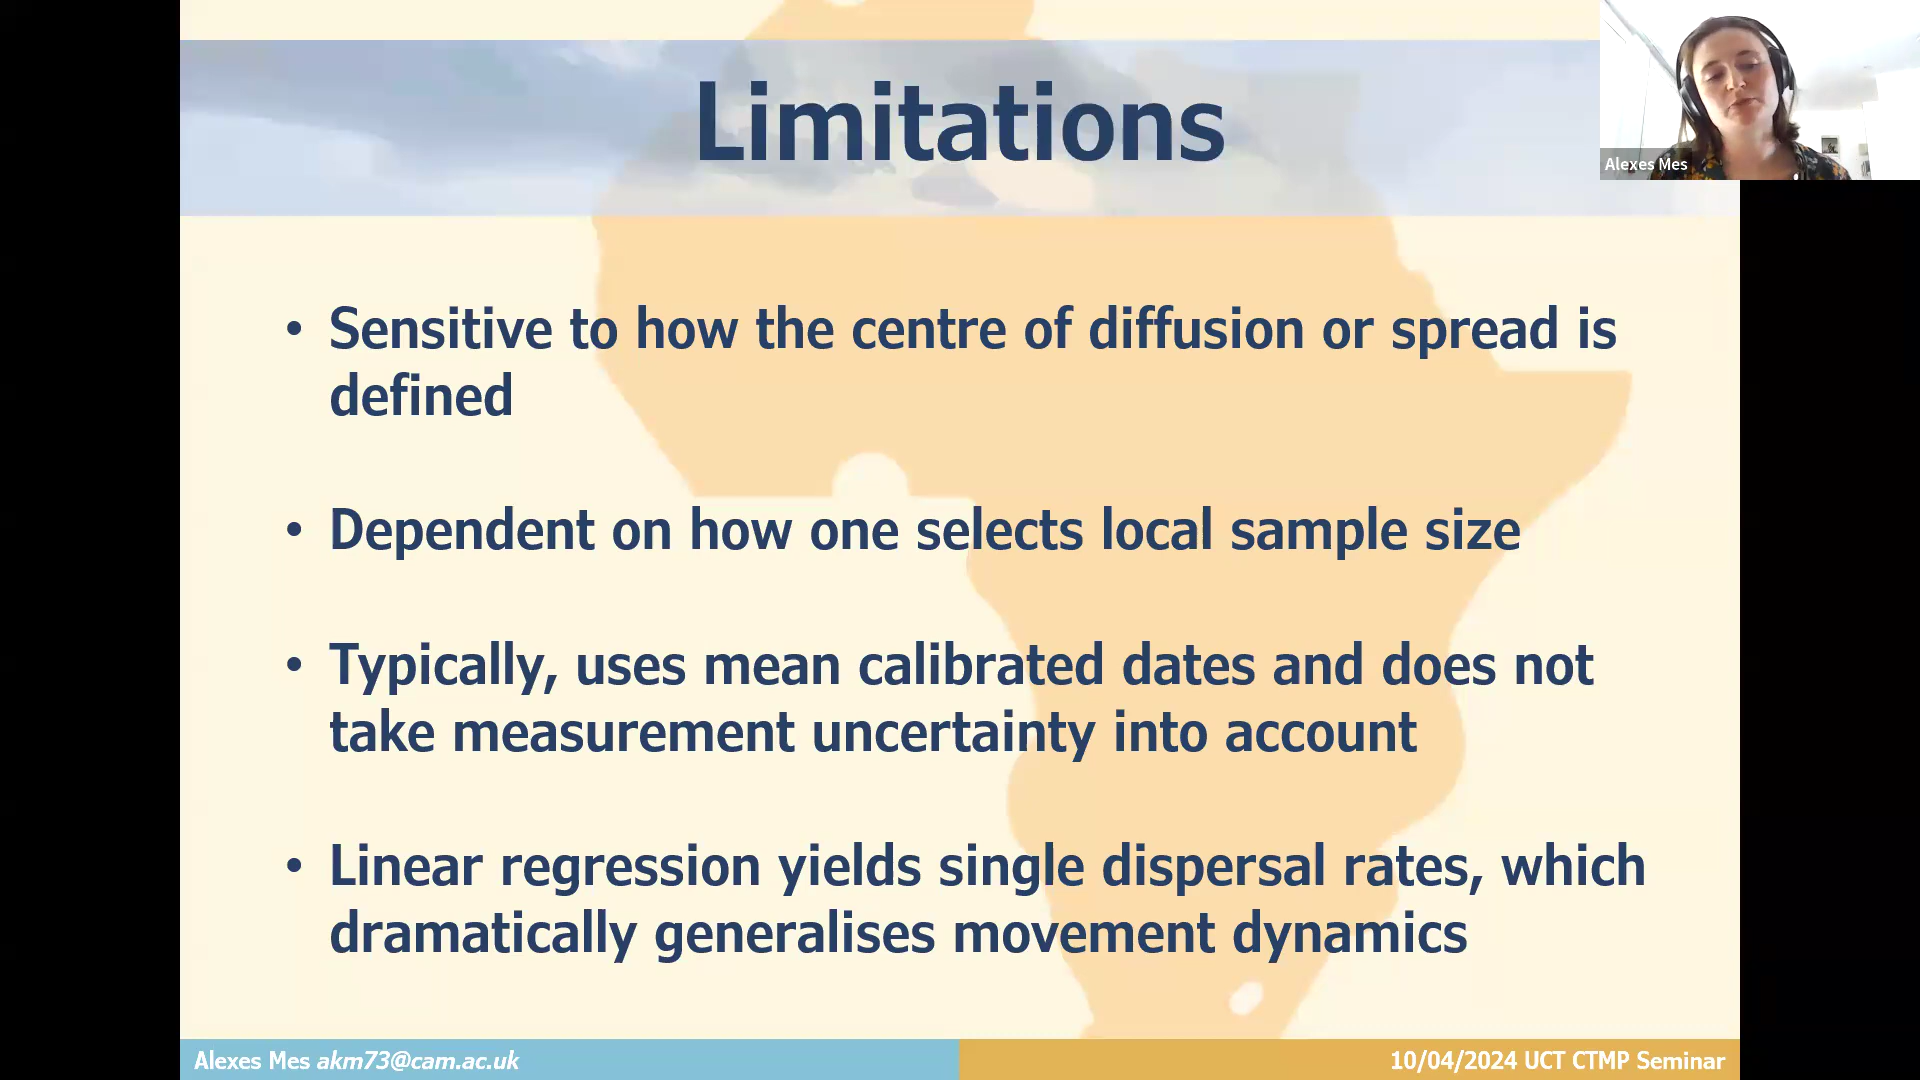 Limitations
Alexes Mes
• Sensitive to how the centre of diffusion or spread is
defined
• Dependent on how one selects local sample size
• Typically, uses mean calibrated dates and does not
take measurement uncertainty into account
• Linear regression yields single dispersal rates, which
dramatically generalises movement dynamics
Alexes Mes akm73@cam.ac.uk
10/04/2024 UCT CTMP Seminar